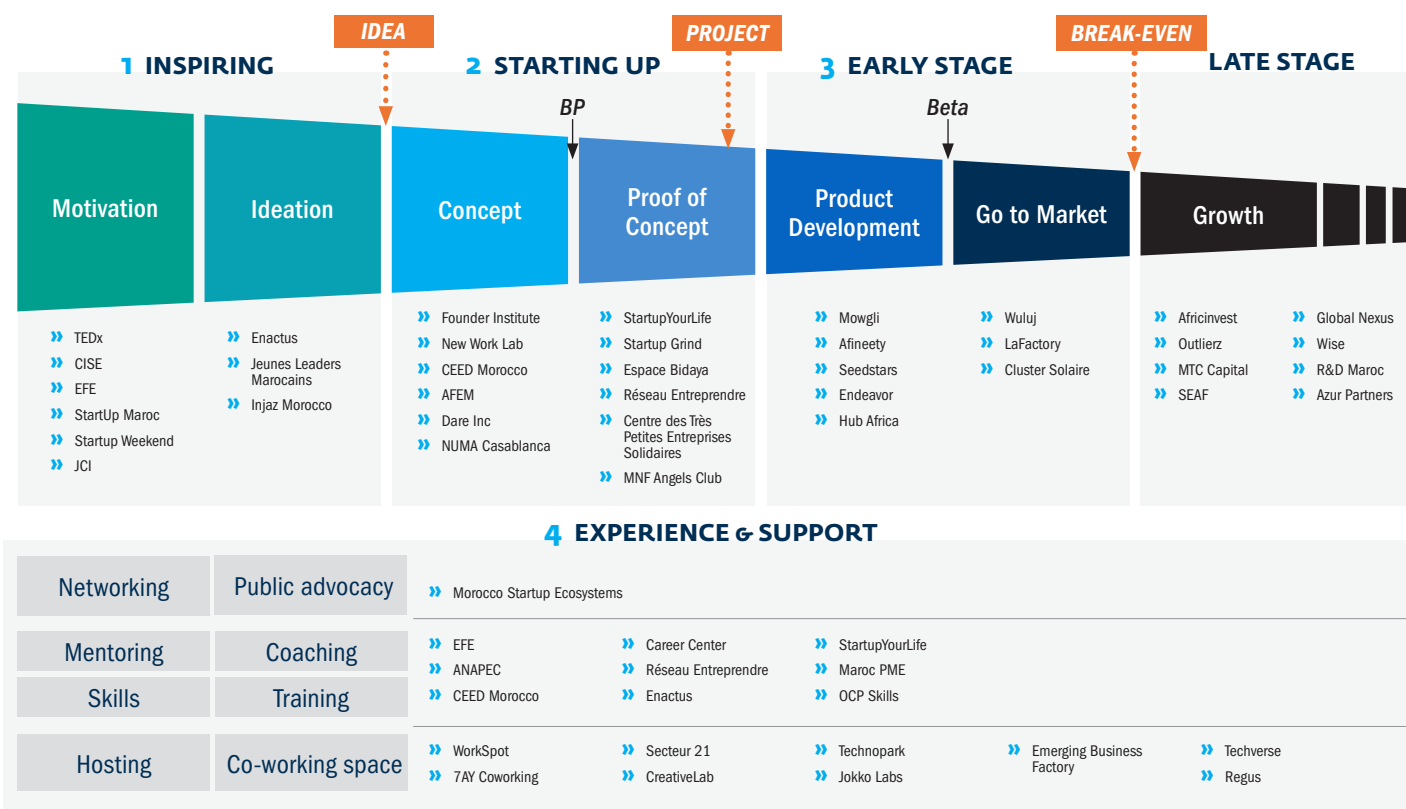 IDEA
PROJECT
BREAK-EVEN
1 INSPIRING
2 STARTING UP
3 EARLY STAGE
LATE STAGE
BP
Beta
Motivation
Ideation
Concept
Proof of
Concept
Product
Development
Go to Market
Growth
» TEDx
» CISE
» EFE
» StartUp Maroc
» Startup Weekend
» JCI
» Enactus
» Jeunes Leaders
Marocains
» Injaz Morocco
» Founder Institute
» New Work Lab
» CEED Morocco
» AFEM
» Dare Inc
» NUMA Casablanca
» StartupYourLife
» Startup Grind
» Espace Bidaya
» Réseau Entreprendre
» Centre des Très
Petites Entreprises
Solidaires
» MNF Angels Club
» Mowgli
» Afineety
» Seedstars
» Endeavor
» Hub Africa
» Wuluj
» LaFactory
» Cluster Solaire
» Africinvest
» Outlierz
» MTC Capital
» SEAF
» Global Nexus
» Wise
» R&D Maroc
» Azur Partners
4 EXPERIENCE & SUPPORT
Networking
Public advocacy
» Morocco Startup Ecosystems
Mentoring
Coaching
Skills
Training
» EFE
» ANAPEC
» CEED Morocco
» Career Center
» Réseau Entreprendre
» Enactus
» StartupYourLife
» Maroc PME
» OCP Skills
Hosting
Co-working space
» WorkSpot
» 7AY Coworking
» Secteur 21
» CreativeLab
» Technopark
» Jokko Labs
» Emerging Business
Factory
» Techverse
» Regus